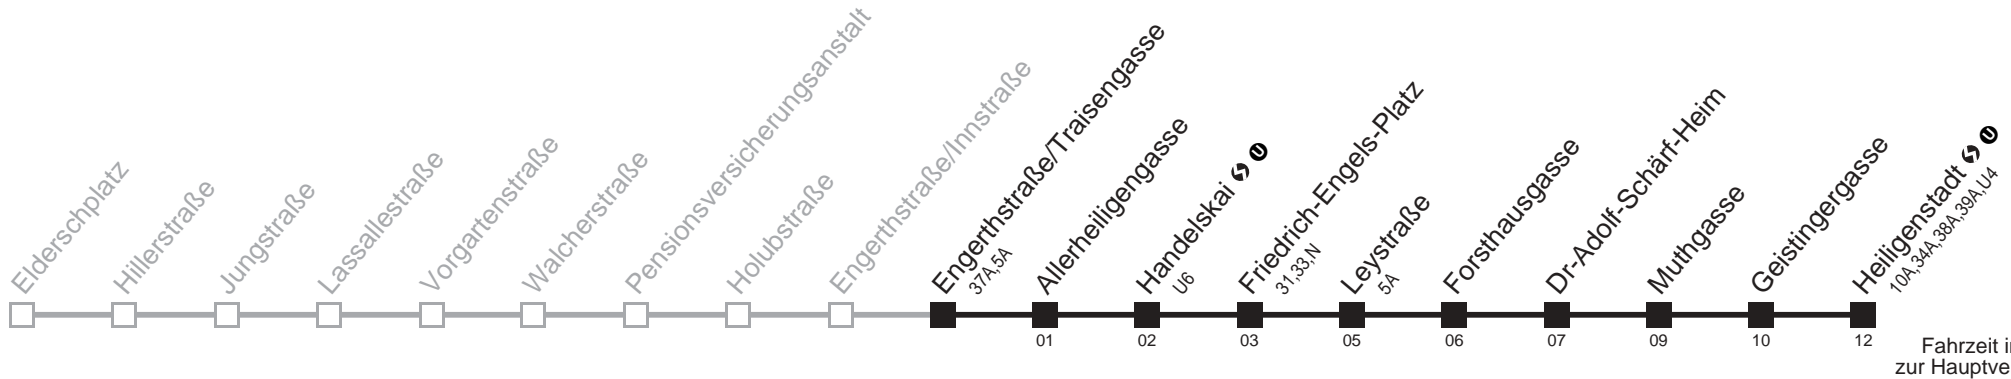 Elderschplatz
Hillerstraße
Jungstraße
Lassallestraße
Vorgartenstraße
Walcherstraße
Pensionsversicherungsanstalt
Holubstraße
Engerthstraße/Innstraße
Engerthstraße/Traisengasse
37A,5A
Allerheiligengasse
Handelskai U
U6
Friedrich-Engels-Platz
31,33,N
Leystraße
5A
Forsthausgasse
Dr-Adolf-Schärf-Heim
Muthgasse
Geistingergasse
Heiligenstadt U
10A,34A,38A,39A,U4
01
02
03
05
06
07
09
10
12
Fahrzeit
zur